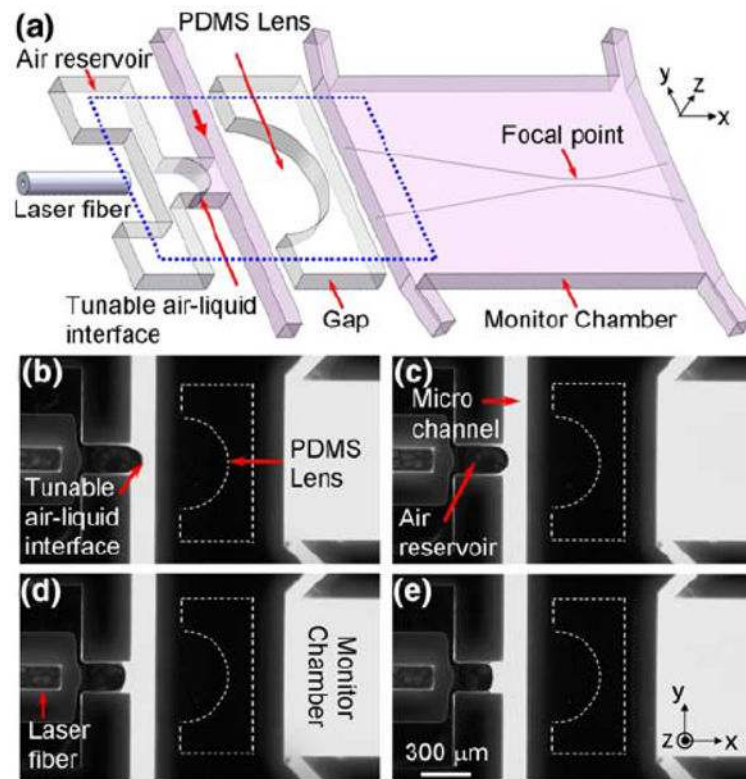 (a)
PDMS Lens
Air reservoir
y
z
x
Focal point
Laser fiber
Tunable air-liquid
interface
Gap
Monitor Chamber
(b)
PDMS
Lens
Tunable
air-liquid
interface
(c)
Micro
channel
Air
reservoir
(d)
Monitor
Chamber
Laser
fiber
(e)
300 μm
y
z
x